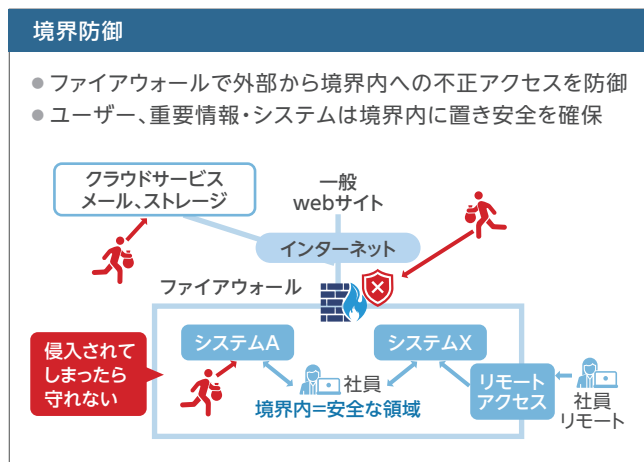 境界防御
● ファイアウォールで外部から境界内への不正アクセスを防御
● ユーザー、重要情報・システムは境界内に置き安全を確保
クラウドサービス
メール、ストレージ
一般
webサイト
インターネット
ファイアウォール
侵入されて
しまったら
守れない
システムA
システムX
社員
境界内=安全な領域
リモート
アクセス
社員
リモート